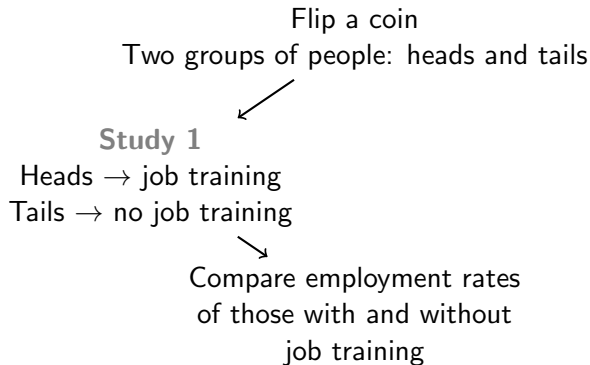 Flip a coin
Two groups of people: heads and tails
Study 1
Heads → job training
Tails → no job training
Compare employment rates
of those with and without
job training